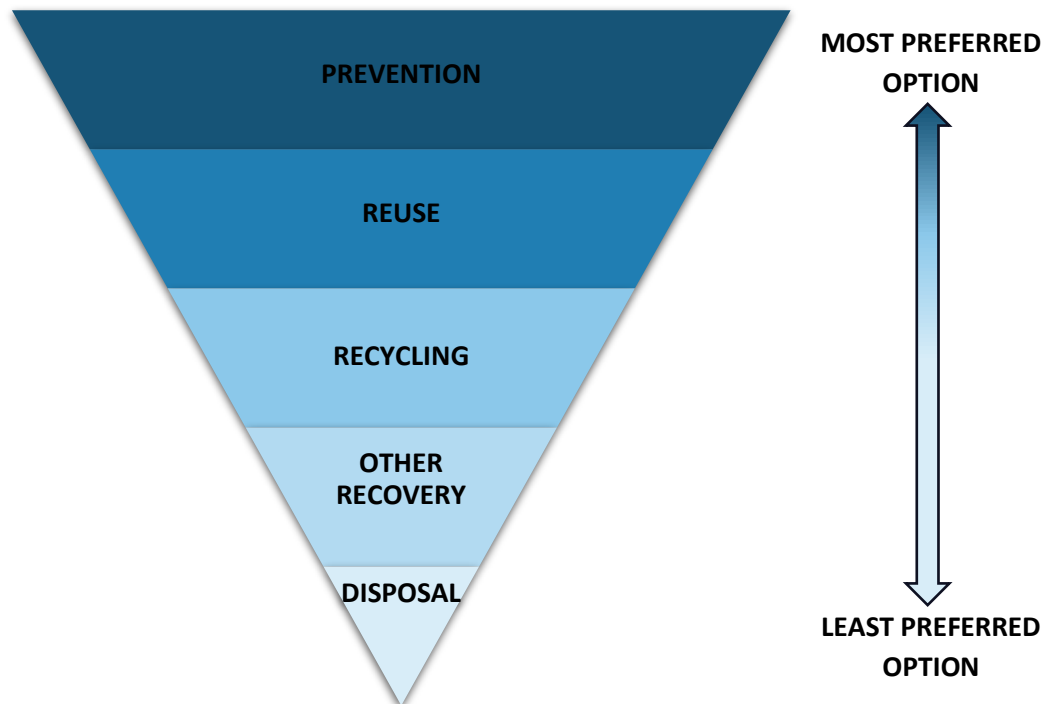 PREVENTION
REUSE
RECYCLING
OTHER
RECOVERY
DISPOSAL
MOST PREFERRED
OPTION
LEAST PREFERRED
OPTION